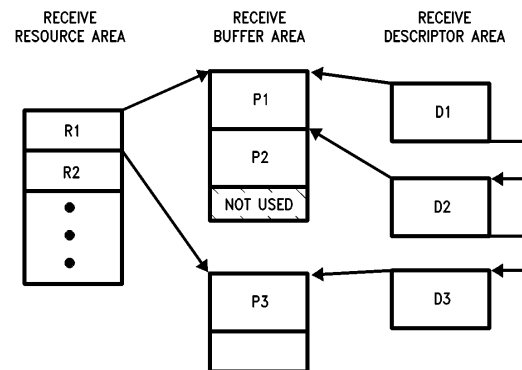 RECEIVE
RESOURCE AREA
RECEIVE
BUFFER AREA
RECEIVE
DESCRIPTOR AREA
R1
R2
P1
P2
NOT USED
P3
D1
D2
D3